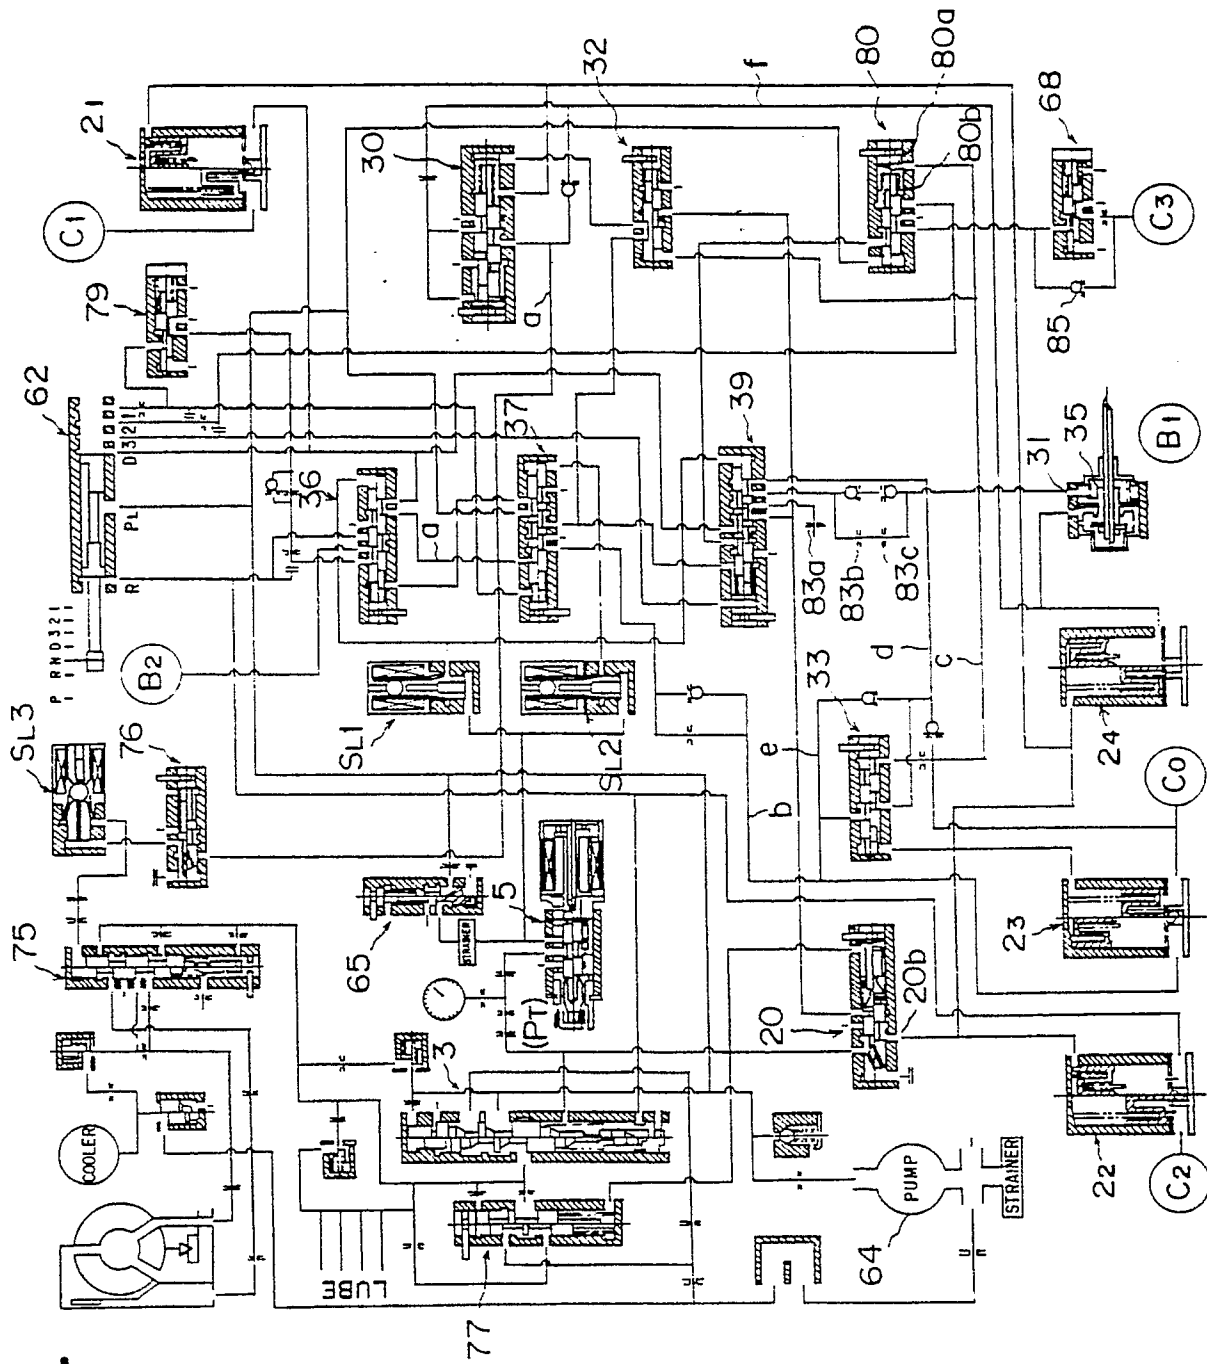 C1
21
79
62
P R N D 3 2 1
R
PL
D 3 2 1
B2
SL3
76
75
COOLER
30
32
f
80
80a
80b
68
85
C3
a
36
a
37
39
83a
83b
83c
31
35
B1
SL1
SL2
65
STRAINER
5
(PT)
3
LUBE
77
e
b
33
d
c
24
C0
23
20
20b
22
C2
PUMP
64
STRAINER